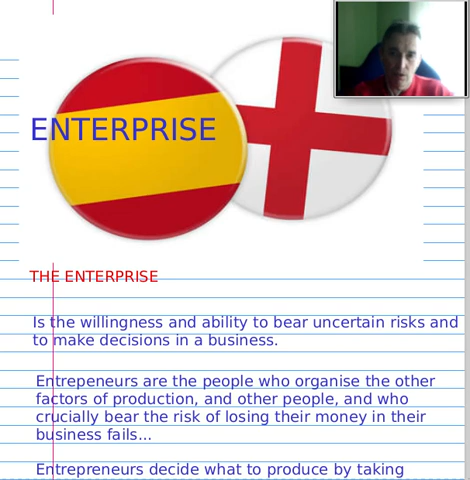 ENTERPRISE
THE ENTERPRISE
Is the willingness and ability to bear uncertain risks and
to make decisions in a business.
Entrepeneurs are the people who organise the other
factors of production, and other people, and who
crucially bear the risk of losing their money in their
business fails...
Entrepreneurs decide what to produce by taking